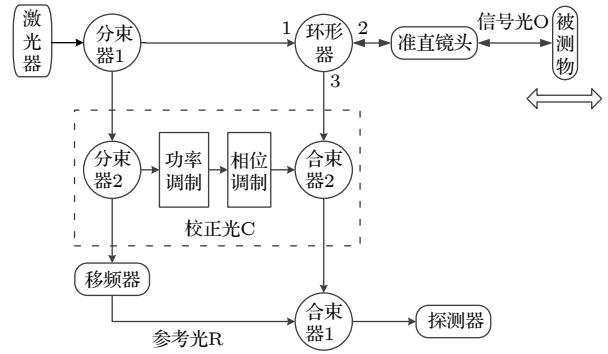 激
光
器
分束
器1
1
环形
器
2
3
准直镜头
信号光O
被
测
物
分束
器2
功率
调制
相位
调制
合束
器2
校正光C
移频器
参考光R
合束
器1
探测器